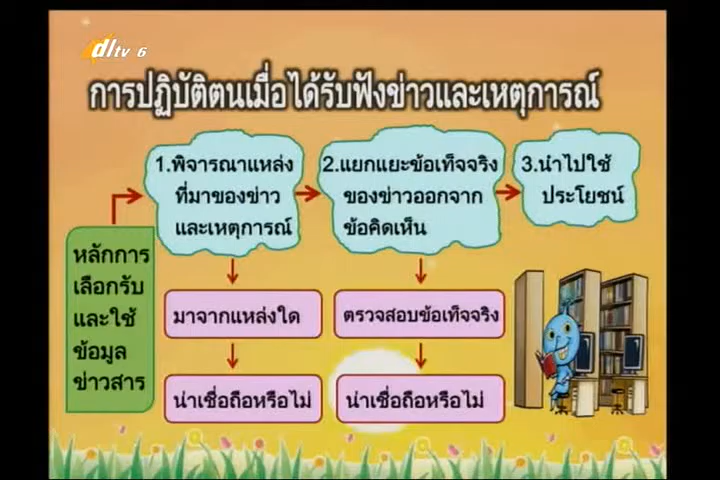 dltv 6
การปฏิบัติตนเมื่อได้รับฟังข่าวและเหตุการณ์
หลักการ
เลือกรับ
และใช้
ข้อมูล
ข่าวสาร
1.พิจารณาแหล่ง
ที่มาของข่าว
และเหตุการณ์
มาจากแหล่งใด
น่าเชื่อถือหรือไม่
2.แยกแยะข้อเท็จจริง
ของข่าวออกจาก
ข้อคิดเห็น
ตรวจสอบข้อเท็จจริง
น่าเชื่อถือหรือไม่
3.นำไปใช้
ประโยชน์